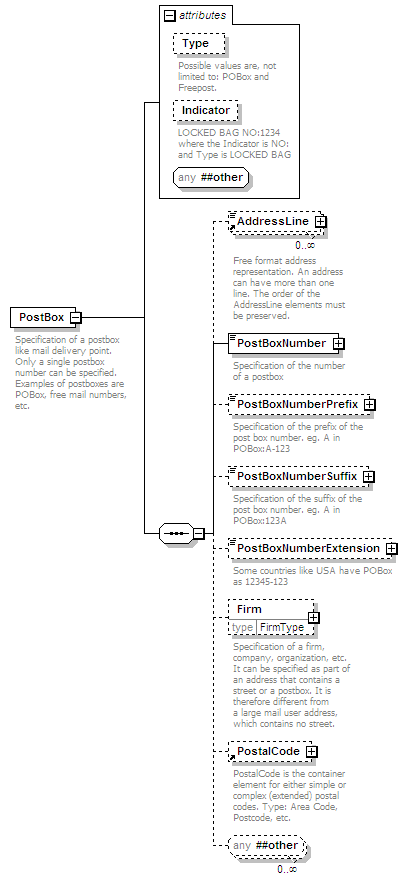 attributes
Type
Possible values are, not
limited to: POBox and
Freepost.
Indicator
LOCKED BAG NO:1234
where the Indicator is NO:
and Type is LOCKED BAG
any ##other
PostBox
Specification of a postbox
like mail delivery point.
Only a single postbox
number can be specified.
Examples of postboxes are
POBox, free mail numbers,
etc.
AddressLine
0..∞
Free format address
representation. An address
can have more than one
line. The order of the
AddressLine elements must
be preserved.
PostBoxNumber
Specification of the number
of a postbox
PostBoxNumberPrefix
Specification of the prefix of the
post box number. eg. A in
POBox:A-123
PostBoxNumberSuffix
Specification of the suffix of the
post box number. eg. A in
POBox:123A
PostBoxNumberExtension
Some countries like USA have POBox
as 12345-123
Firm
type FirmType
Specification of a firm,
company, organization, etc.
It can be specified as part of
an address that contains a
street or a postbox. It is
therefore different from
a large mail user address,
which contains no street.
PostalCode
PostalCode is the container
element for either simple or
complex (extended) postal
codes. Type: Area Code,
Postcode, etc.
any ##other
0..∞